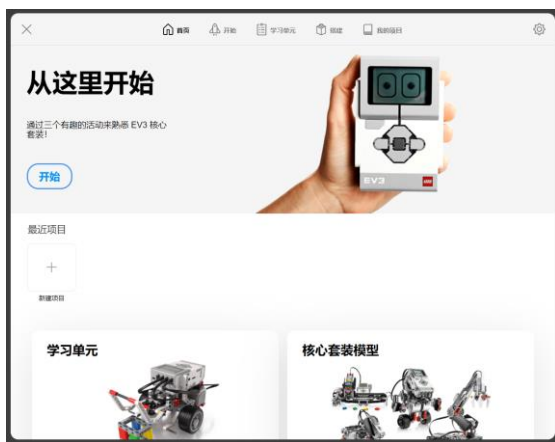 首页
开始
学习单元
搭建
我的项目
从这里开始
通过三个有趣的活动来熟悉 EV3 核心
套装!
开始
EV3
最近项目
新建项目
学习单元
核心套装模型